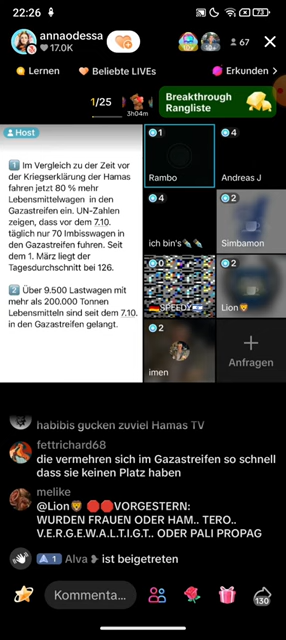 22:26
73
annaodessa
17.0K
67
Lernen
Beliebte LIVEs
Erkunden >
1/25
3h04m
Breakthrough
Rangliste
Host
1 Im Vergleich zu der Zeit vor
der Kriegserklärung der Hamas
fahren jetzt 80 % mehr
Lebensmittelwagen in den
Gazastreifen ein. UN-Zahlen
zeigen, dass vor dem 7.10.
täglich nur 70 Imbisswagen in
den Gazastreifen fuhren. Seit
dem 1. März liegt der
Tagesdurchschnitt bei 126.
2 Über 9.500 Lastwagen mit
mehr als 200.000 Tonnen
Lebensmitteln sind seit dem 7.10.
in den Gazastreifen gelangt.
1
Rambo
4
Andreas J
4
ich bin's
2
Simbamon
0
SPEEDY
2
Lion
2
imen
Anfragen
habibis gucken zuviel Hamas TV
fettrichard68
die vermehren sich im Gazastreifen so schnell
dass sie keinen Platz haben
melike
@Lion VORGESTERN:
WURDEN FRAUEN ODER HAM.. TERO..
V.E.R.G.E.W.A.L.T.I.G.T.. ODER PALI PROPAG
1 Alva ist beigetreten
Kommenta...
130